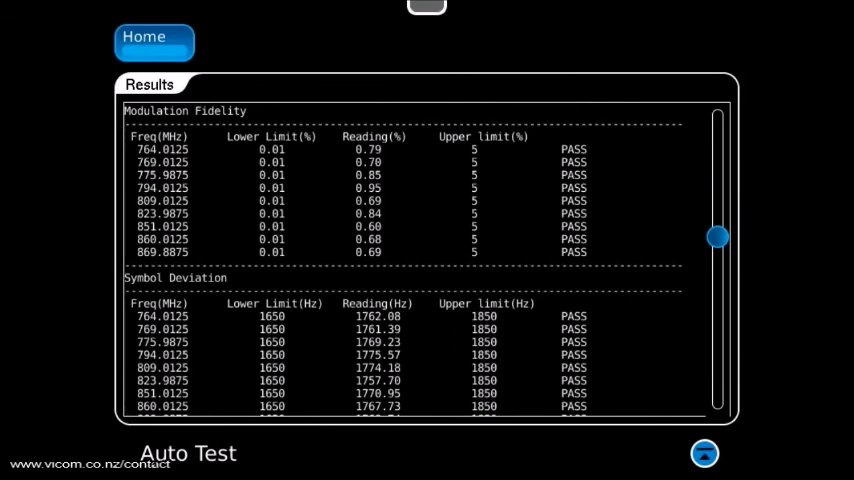 Home
Results
Modulation Fidelity
Freq(MHz) Lower Limit(%) Reading(%) Upper limit(%)
764.0125 0.01 0.79 5 PASS
769.0125 0.01 0.70 5 PASS
775.9875 0.01 0.85 5 PASS
794.0125 0.01 0.95 5 PASS
809.0125 0.01 0.69 5 PASS
823.9875 0.01 0.84 5 PASS
851.0125 0.01 0.60 5 PASS
860.0125 0.01 0.68 5 PASS
869.8875 0.01 0.69 5 PASS
Symbol Deviation
Freq(MHz) Lower Limit(Hz) Reading(Hz) Upper limit(Hz)
764.0125 1650 1762.08 1850 PASS
769.0125 1650 1761.39 1850 PASS
775.9875 1650 1769.23 1850 PASS
794.0125 1650 1775.57 1850 PASS
809.0125 1650 1774.18 1850 PASS
823.9875 1650 1757.70 1850 PASS
851.0125 1650 1770.95 1850 PASS
860.0125 1650 1767.73 1850 PASS
Auto Test
www.vicom.co.nz/contact